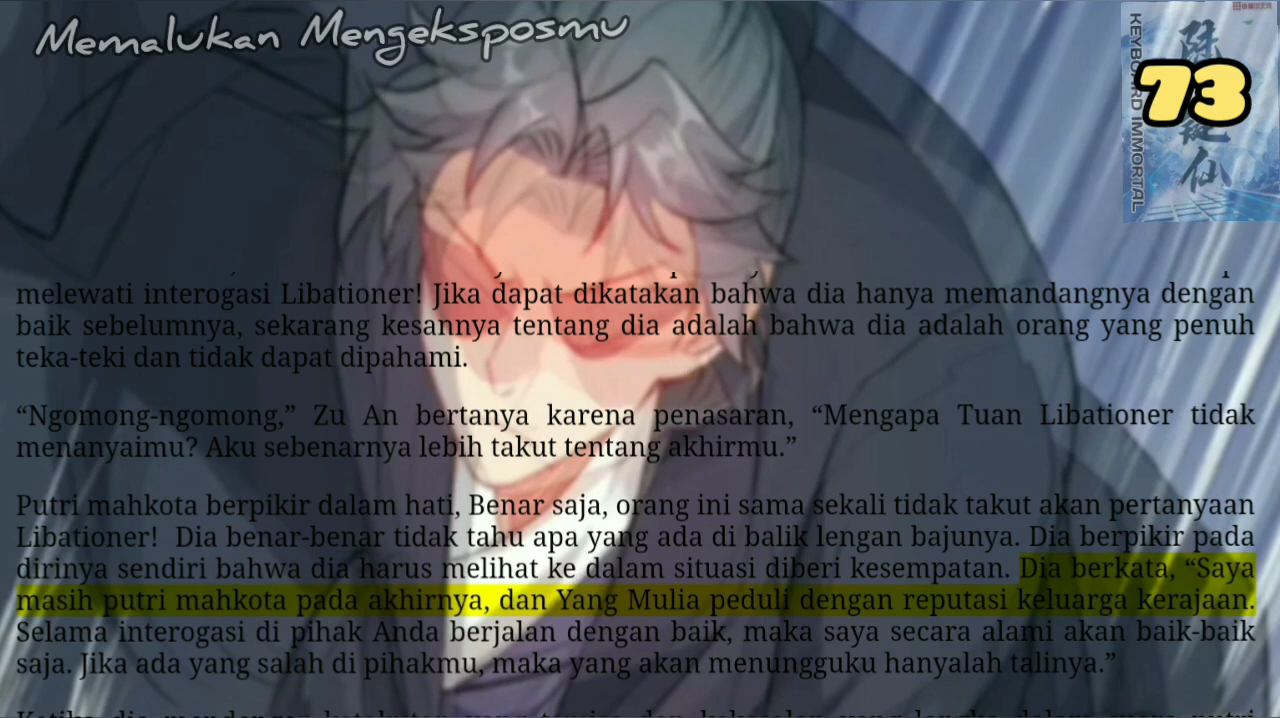 Memalukan Mengeksposmu
KEYBOARD IMMORTAL
73
仙
melewati interogasi Libationer! Jika dapat dikatakan bahwa dia hanya memandangnya dengan
baik sebelumnya, sekarang kesannya tentang dia adalah bahwa dia adalah orang yang penuh
teka-teki dan tidak dapat dipahami.
“Ngomong-ngomong,” Zu An bertanya karena penasaran, “Mengapa Tuan Libationer tidak
menanyaimu? Aku sebenarnya lebih takut tentang akhirmu.”
Putri mahkota berpikir dalam hati, Benar saja, orang ini sama sekali tidak takut akan pertanyaan
Libationer! Dia benar-benar tidak tahu apa yang ada di balik lengan bajunya. Dia berpikir pada
dirinya sendiri bahwa dia harus melihat ke dalam situasi diberi kesempatan. Dia berkata, “Saya
masih putri mahkota pada akhirnya, dan Yang Mulia peduli dengan reputasi keluarga kerajaan.
Selama interogasi di pihak Anda berjalan dengan baik, maka saya secara alami akan baik-baik
saja. Jika ada yang salah di pihakmu, maka yang akan menungguku hanyalah talinya.”